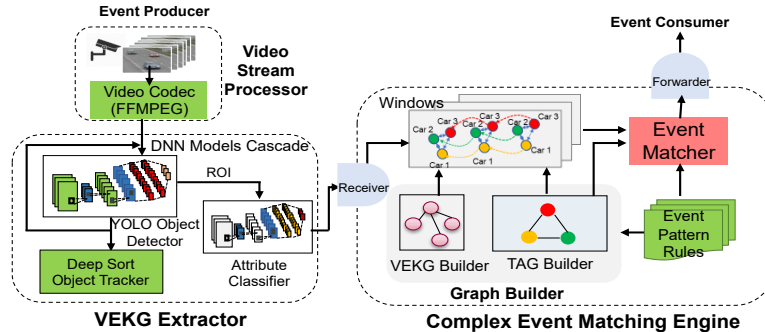 Event Producer
Video Codec
(FFMPEG)
Video
Stream
Processor
DNN Models Cascade
ROI
YOLO Object
Detector
Deep Sort
Object Tracker
Attribute
Classifier
VEKG Extractor
Receiver
Windows
Car 3
Car 3
Car 3
Car 2
Car 2
Car 2
Car 1
Car 1
VEKG Builder
TAG Builder
Graph Builder
Event Consumer
Forwarder
Event
Matcher
Event
Pattern
Rules
Complex Event Matching Engine